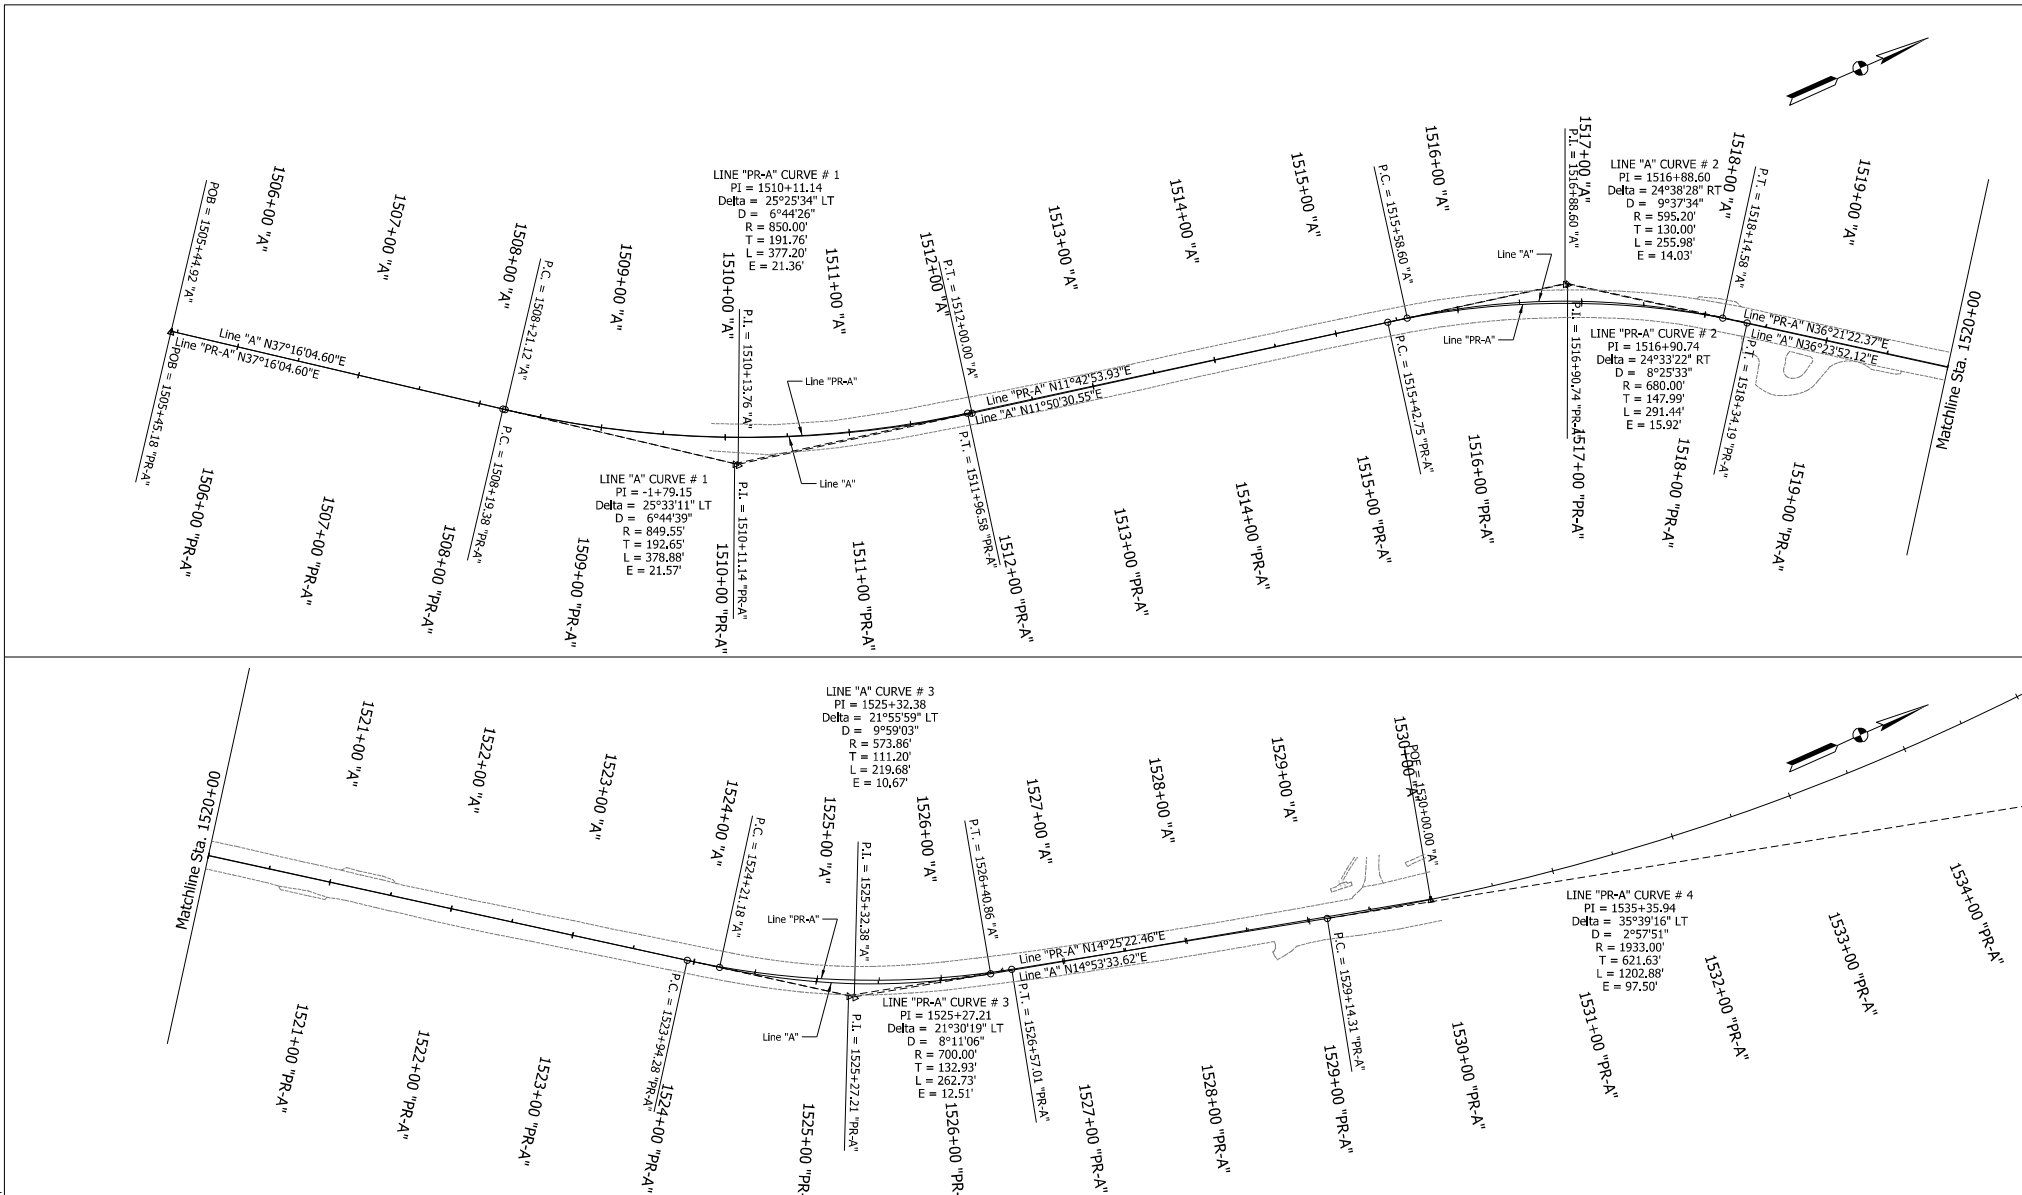 POB = 1505+44.92 "A"
1506+00 "A"
1507+00 "A"
1508+00 "A"
P.C. = 1508+21.12 "A"
1509+00 "A"
1510+00 "A"
P.I. = 1510+13.76 "A"
LINE "PR-A" CURVE # 1
PI = 1510+11.14
Delta = 25°25'34" LT
D = 6°44'26"
R = 850.00'
T = 191.76'
L = 377.20'
E = 21.36'
1511+00 "A"
1512+00 "A"
P.T. = 1512+00.00 "A"
1513+00 "A"
1514+00 "A"
1515+00 "A"
P.C. = 1515+58.60 "A"
1516+00 "A"
1517+00 "A"
P.I. = 1516+88.60 "A"
LINE "A" CURVE # 2
PI = 1516+88.60
Delta = 24°38'28" RT
D = 9°37'34"
R = 595.20'
T = 130.00'
L = 255.98'
E = 14.03'
1518+00 "A"
P.T. = 1518+14.58 "A"
1519+00 "A"
Matchline Sta. 1520+00
Line "A" N37°16'04.60"E
Line "PR-A" N37°16'04.60"E
Line "PR-A"
Line "A"
Line "PR-A" N11°42'53.93"E
Line "A" N11°50'30.55"E
Line "A"
Line "PR-A"
Line "PR-A" N36°21'22.37"E
Line "A" N36°23'52.12"E
LINE "PR-A" CURVE # 2
PI = 1516+90.74
Delta = 24°33'22" RT
D = 8°25'33"
R = 680.00'
T = 147.99'
L = 291.44'
E = 15.92'
POB = 1505+45.18 "PR-A"
1506+00 "PR-A"
1507+00 "PR-A"
1508+00 "PR-A"
P.C. = 1508+19.38 "PR-A"
1509+00 "PR-A"
LINE "A" CURVE # 1
PI = -1+79.15
Delta = 25°33'11" LT
D = 6°44'39"
R = 849.55'
T = 192.65'
L = 378.88'
E = 21.57'
1510+00 "PR-A"
P.I. = 1510+11.14 "PR-A"
1511+00 "PR-A"
P.T. = 1511+96.58 "PR-A"
1512+00 "PR-A"
1513+00 "PR-A"
1514+00 "PR-A"
1515+00 "PR-A"
P.C. = 1515+42.75 "PR-A"
1516+00 "PR-A"
P.I. = 1516+90.74 "PR-A"
1517+00 "PR-A"
1518+00 "PR-A"
P.T. = 1518+34.19 "PR-A"
1519+00 "PR-A"
Matchline Sta. 1520+00
1521+00 "A"
1522+00 "A"
1523+00 "A"
1524+00 "A"
P.C. = 1524+21.18 "A"
LINE "A" CURVE # 3
PI = 1525+32.38
Delta = 21°55'59" LT
D = 9°59'03"
R = 573.86'
T = 111.20'
L = 219.68'
E = 10.67'
1525+00 "A"
P.I. = 1525+32.38 "A"
1526+00 "A"
P.T. = 1526+40.86 "A"
1527+00 "A"
1528+00 "A"
1529+00 "A"
1530+00 "A"
POE = 1530+00.00 "A"
Line "PR-A"
Line "A"
Line "PR-A" N14°25'22.46"E
Line "A" N14°53'33.62"E
LINE "PR-A" CURVE # 4
PI = 1535+35.94
Delta = 35°39'16" LT
D = 2°57'51"
R = 1933.00'
T = 621.63'
L = 1202.88'
E = 97.50'
1521+00 "PR-A"
1522+00 "PR-A"
1523+00 "PR-A"
P.C. = 1523+94.28 "PR-A"
1524+00 "PR-A"
1525+00 "PR-
P.I. = 1525+27.21 "PR-A"
LINE "PR-A" CURVE # 3
PI = 1525+27.21
Delta = 21°30'19" LT
D = 8°11'06"
R = 700.00'
T = 132.93'
L = 262.73'
E = 12.51'
1526+00 "PR-
P.T. = 1526+57.01 "PR-A"
1527+00 "PR-A"
1528+00 "PR-A"
P.C. = 1529+14.31 "PR-A"
1529+00 "PR-A"
1530+00 "PR-A"
1531+00 "PR-A"
1532+00 "PR-A"
1533+00 "PR-A"
1534+00 "PR-A"